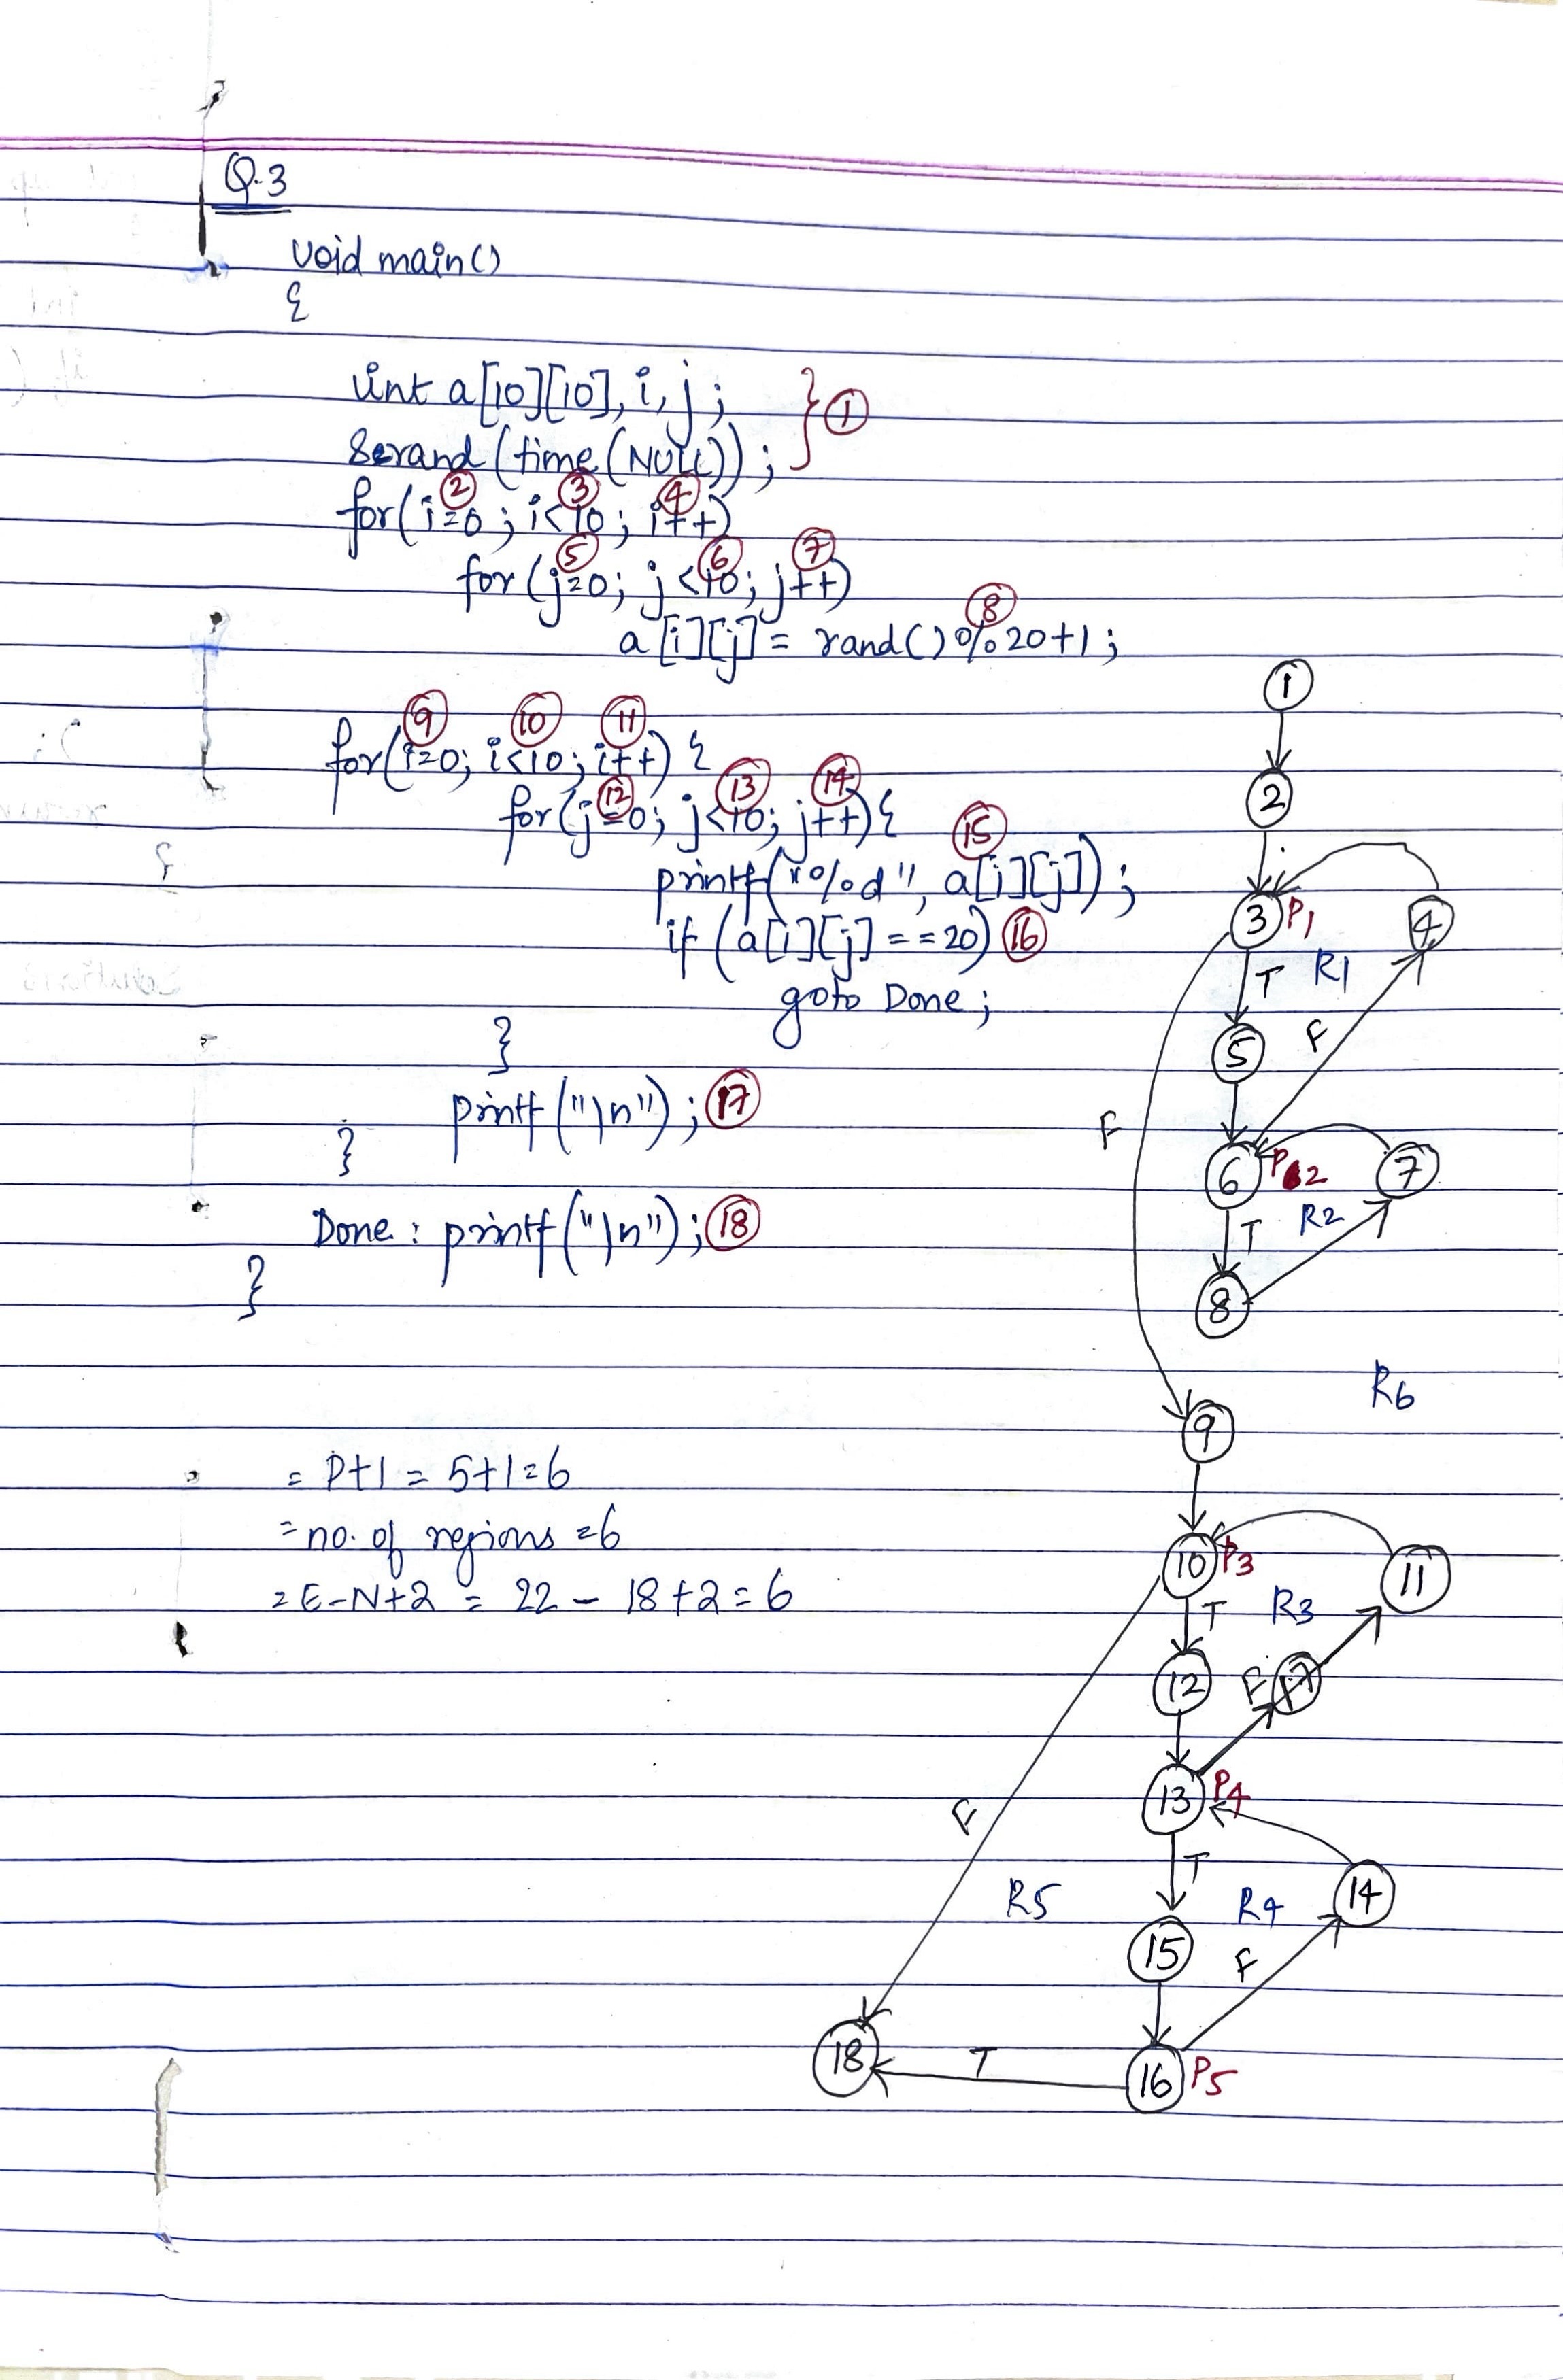 Q.3
void main()
{
int a[10][10], i, j; } ①
srand(time(NULL));
② ③ ④
for(i=0; i<10; i++)
⑤ ⑥ ⑦
for(j=0; j<10; j++)
⑧
a[i][j] = rand()%20+1;
⑨ ⑩ ⑪
for(i=0; i<10; i++) {
⑫ ⑬ ⑭
for(j=0; j<10; j++){
⑮
printf("%d", a[i][j]);
if (a[i][j]==20) ⑯
goto Done;
}
printf("\n"); ⑰
}
Done: printf("\n"); ⑱
}
= P+1 = 5+1=6
= no. of regions =6
= E-N+2 = 22 - 18+2=6
1
2
3 P1 4
T R1
5 F
F
6 P2 7
T R2
8
R6
9
10 P3 11
T R3
12 F 17
13 P4
F
T
R5 R4 14
15
F
18 T 16 P5